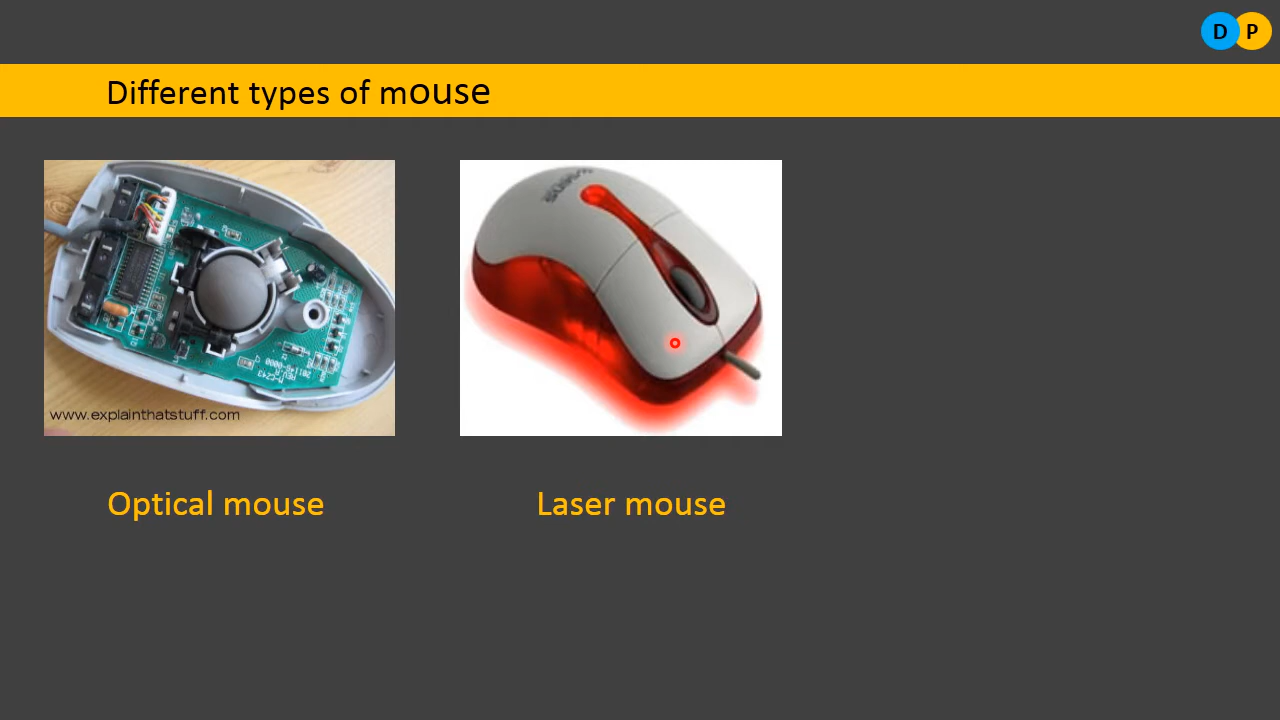 D P
Different types of mouse
www.explainthatstuff.com
Optical mouse
Laser mouse